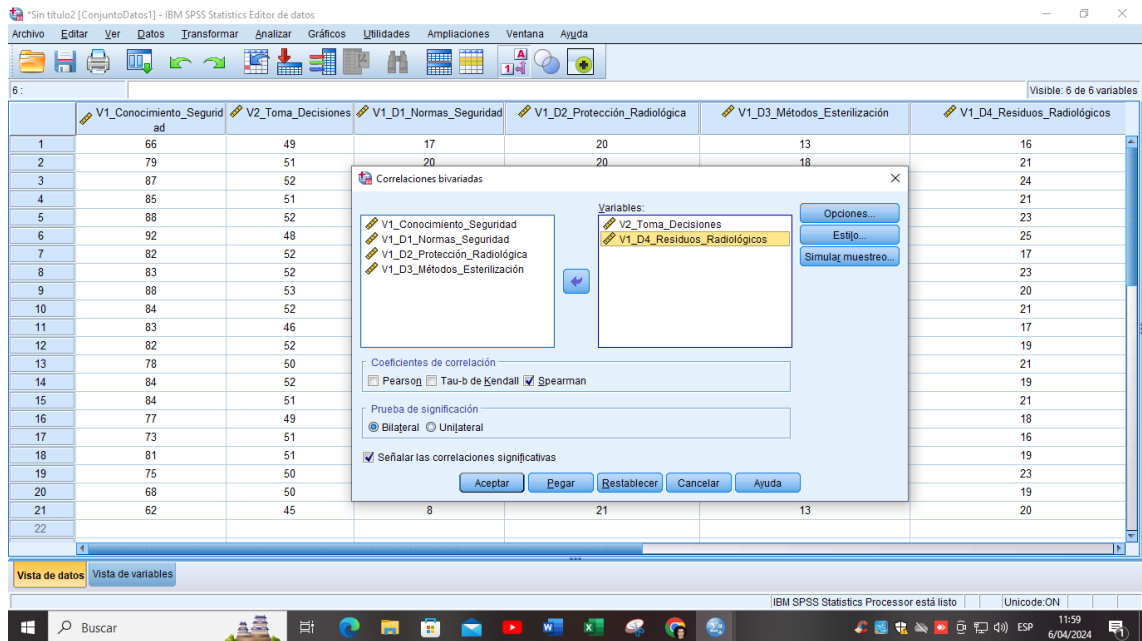 *Sin título2 [ConjuntoDatos1] - IBM SPSS Statistics Editor de datos
Archivo Editar Ver Datos Transformar Analizar Gráficos Utilidades Ampliaciones Ventana Ayuda
6 :
Visible: 6 de 6 variables
V1_Conocimiento_Segurid
ad
V2_Toma_Decisiones
V1_D1_Normas_Seguridad
V1_D2_Protección_Radiológica
V1_D3_Métodos_Esterilización
V1_D4_Residuos_Radiológicos
1 66 49 17 20 13 16
2 79 51 20 20 18 21
3 87 52 24
4 85 51 21
5 88 52 23
6 92 48 25
7 82 52 17
8 83 52 23
9 88 53 20
10 84 52 21
11 83 46 17
12 82 52 19
13 78 50 21
14 84 52 19
15 84 51 21
16 77 49 18
17 73 51 16
18 81 51 19
19 75 50 23
20 68 50 19
21 62 45 8 21 13 20
22
Correlaciones bivariadas
V1_Conocimiento_Seguridad
V1_D1_Normas_Seguridad
V1_D2_Protección_Radiológica
V1_D3_Métodos_Esterilización
Variables:
V2_Toma_Decisiones
V1_D4_Residuos_Radiológicos
Opciones...
Estilo...
Simular muestreo...
Coeficientes de correlación
Pearson Tau-b de Kendall Spearman
Prueba de significación
Bilateral Unilateral
Señalar las correlaciones significativas
Aceptar Pegar Restablecer Cancelar Ayuda
Vista de datos Vista de variables
IBM SPSS Statistics Processor está listo Unicode:ON
Buscar
ESP
11:59
6/04/2024